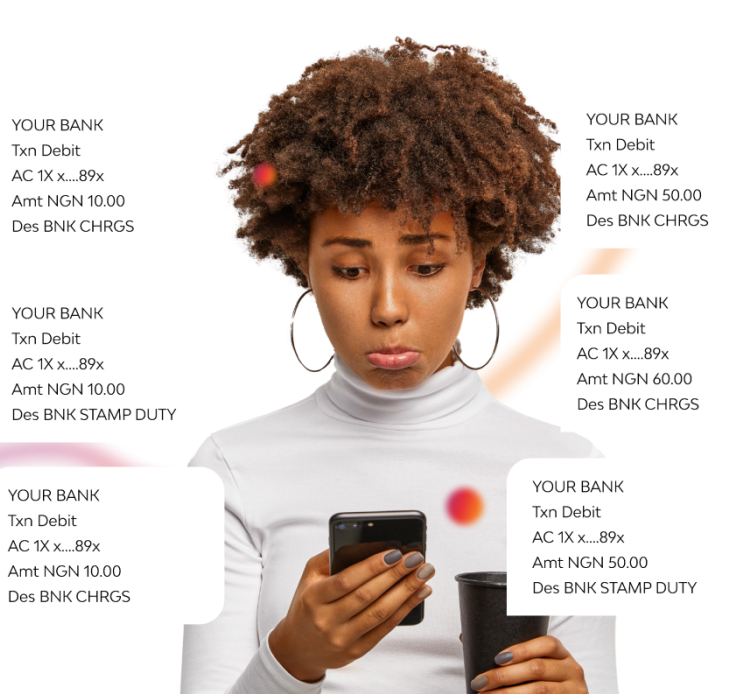 YOUR BANK
Txn Debit
AC 1X x....89x
Amt NGN 10.00
Des BNK CHRGS
YOUR BANK
Txn Debit
AC 1X x....89x
Amt NGN 10.00
Des BNK STAMP DUTY
YOUR BANK
Txn Debit
AC 1X x....89x
Amt NGN 10.00
Des BNK CHRGS
YOUR BANK
Txn Debit
AC 1X x....89x
Amt NGN 50.00
Des BNK CHRGS
YOUR BANK
Txn Debit
AC 1X x....89x
Amt NGN 60.00
Des BNK CHRGS
YOUR BANK
Txn Debit
AC 1X x....89x
Amt NGN 50.00
Des BNK STAMP DUTY